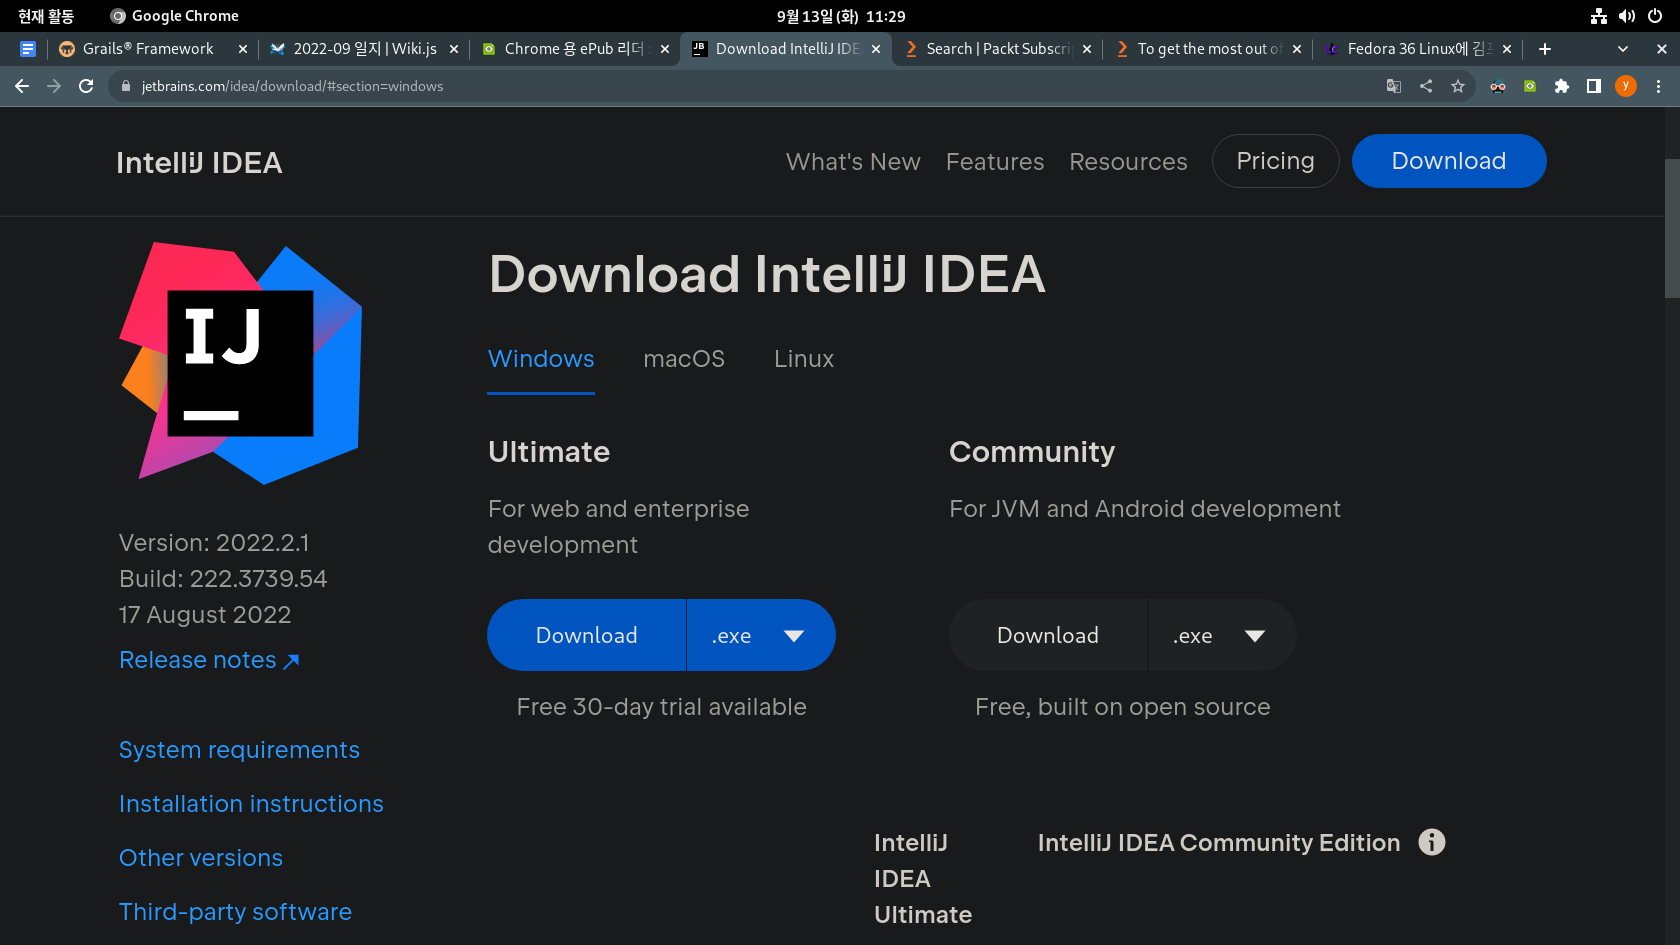 현재 활동
Google Chrome
9월 13일 (화) 11:29
Grails® Framework
2022-09 일지 | Wiki.js
Chrome 용 ePub 리더
Download IntelliJ IDE
Search | Packt Subscri
To get the most out of
Fedora 36 Linux에
jetbrains.com/idea/download/#section=windows
y
IntelliJ IDEA
What's New
Features
Resources
Pricing
Download
IJ
Download IntelliJ IDEA
Windows
macOS
Linux
Ultimate
Community
For web and enterprise
development
For JVM and Android development
Version: 2022.2.1
Build: 222.3739.54
17 August 2022
Release notes ↗
Download
.exe
Download
.exe
Free 30-day trial available
Free, built on open source
System requirements
Installation instructions
Other versions
Third-party software
IntelliJ
IDEA
Ultimate
IntelliJ IDEA Community Edition